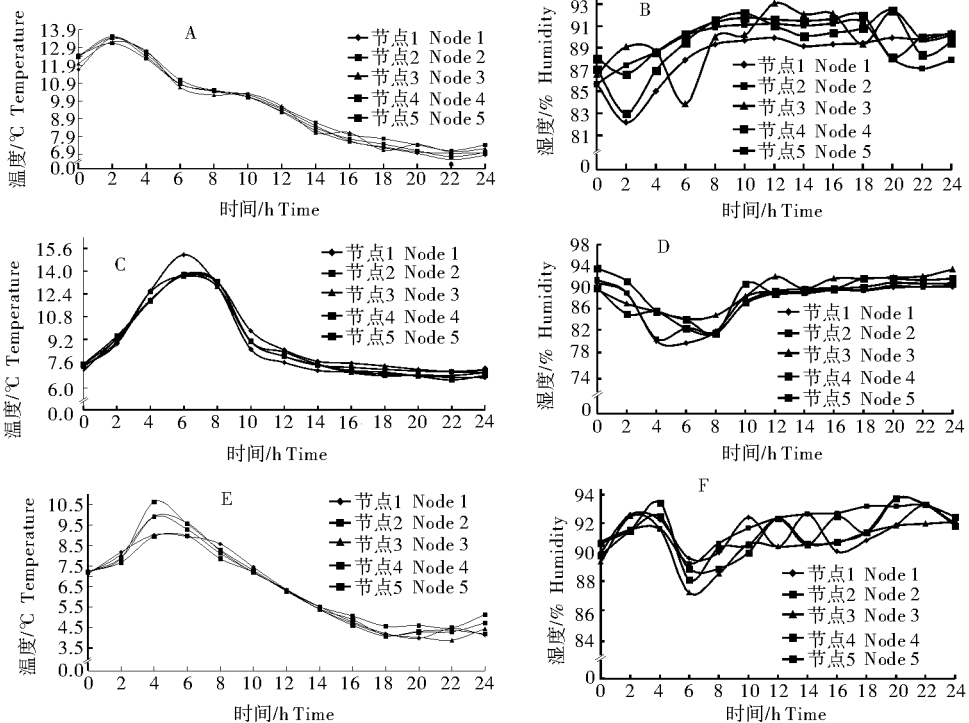 A
温度/℃ Temperature
13.9
12.9
11.9
10.9
9.9
8.9
7.9
6.9
0.0
0 2 4 6 8 10 12 14 16 18 20 22 24
时间/h Time
节点1 Node 1
节点2 Node 2
节点3 Node 3
节点4 Node 4
节点5 Node 5
B
湿度/% Humidity
93
91
89
87
85
83
81
0
0 2 4 6 8 10 12 14 16 18 20 22 24
时间/h Time
节点1 Node 1
节点2 Node 2
节点3 Node 3
节点4 Node 4
节点5 Node 5
C
温度/℃ Temperature
15.6
14.0
12.4
10.8
9.2
7.6
6.0
0.0
0 2 4 6 8 10 12 14 16 18 20 22 24
时间/h Time
节点1 Node 1
节点2 Node 2
节点3 Node 3
节点4 Node 4
节点5 Node 5
D
湿度/% Humidity
98
94
90
86
82
78
74
0
0 2 4 6 8 10 12 14 16 18 20 22 24
时间/h Time
节点1 Node 1
节点2 Node 2
节点3 Node 3
节点4 Node 4
节点5 Node 5
E
温度/℃ Temperature
10.5
9.5
8.5
7.5
6.5
5.5
4.5
3.5
0.0
0 2 4 6 8 10 12 14 16 18 20 22 24
时间/h Time
节点1 Node 1
节点2 Node 2
节点3 Node 3
节点4 Node 4
节点5 Node 5
F
湿度/% Humidity
94
92
90
88
86
84
0
0 2 4 6 8 10 12 14 16 18 20 22 24
时间/h Time
节点1 Node 1
节点2 Node 2
节点3 Node 3
节点4 Node 4
节点5 Node 5